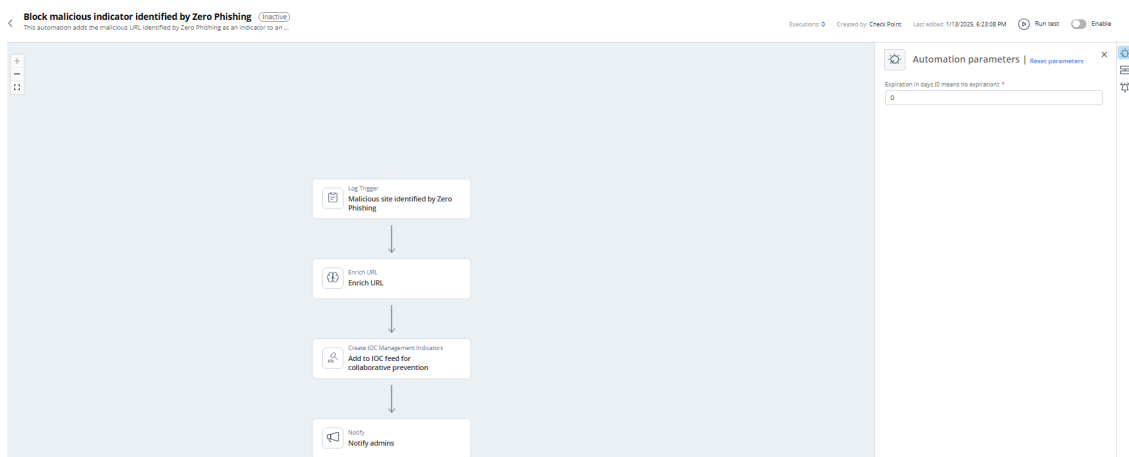 Block malicious indicator identified by Zero Phishing Inactive
This automation adds the malicious URL identified by Zero Phishing as an indicator to an ...
Executions: 0 Created by: Check Point Last edited: 1/13/2025, 6:23:08 PM Run test Enable
Automation parameters | Reset parameters
Expiration in days (0 means no expiration): *
0
Log Trigger
Malicious site identified by Zero
Phishing
Enrich URL
Enrich URL
Create IOC Management Indicators
Add to IOC feed for
collaborative prevention
Notify
Notify admins